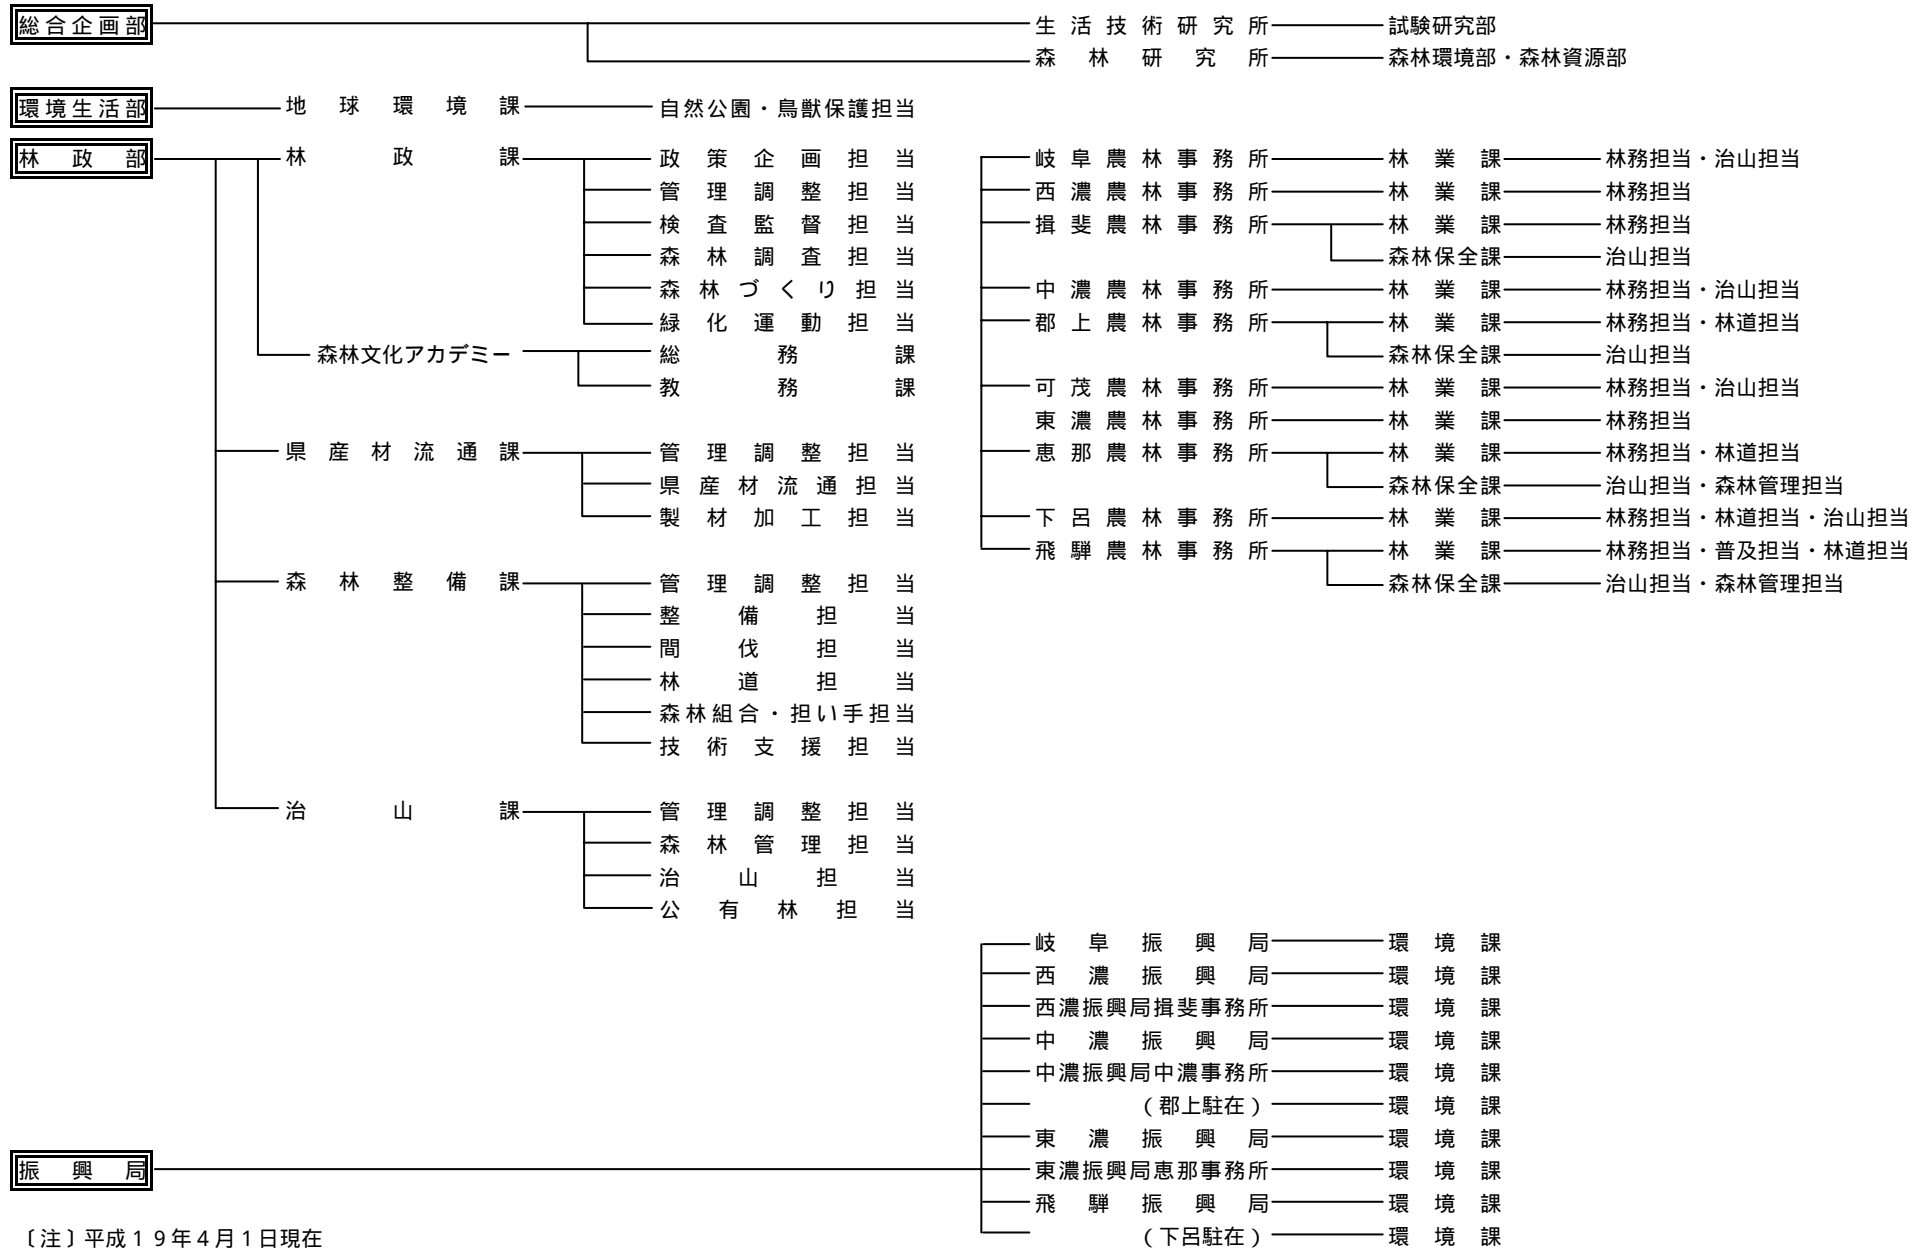 総合企画部 生活技術研究所 試験研究部
森林研究所 森林環境部・森林資源部
環境生活部 地球環境課 自然公園・鳥獣保護担当
林政部 林政課 政策企画担当 岐阜農林事務所 林業課 林務担当・治山担当
管理調整担当 西濃農林事務所 林業課 林務担当
検査監督担当 揖斐農林事務所 林業課 林務担当
森林調査担当 森林保全課 治山担当
森林づくり担当 中濃農林事務所 林業課 林務担当・治山担当
緑化運動担当 郡上農林事務所 林業課 林務担当・林道担当
森林文化アカデミー 総務課 森林保全課 治山担当
教務課 可茂農林事務所 林業課 林務担当・治山担当
東濃農林事務所 林業課 林務担当
県産材流通課 管理調整担当 恵那農林事務所 林業課 林務担当・林道担当
県産材流通担当 森林保全課 治山担当・森林管理担当
製材加工担当 下呂農林事務所 林業課 林務担当・林道担当・治山担当
飛騨農林事務所 林業課 林務担当・普及担当・林道担当
森林整備課 管理調整担当 森林保全課 治山担当・森林管理担当
整備担当
間伐担当
林道担当
森林組合・担い手担当
技術支援担当
治山課 管理調整担当
森林管理担当
治山担当
公有林担当
岐阜振興局 環境課
西濃振興局 環境課
西濃振興局揖斐事務所 環境課
中濃振興局 環境課
中濃振興局中濃事務所 環境課
（郡上駐在） 環境課
東濃振興局 環境課
振興局 東濃振興局恵那事務所 環境課
飛騨振興局 環境課
（下呂駐在） 環境課
〔注〕平成１９年４月１日現在